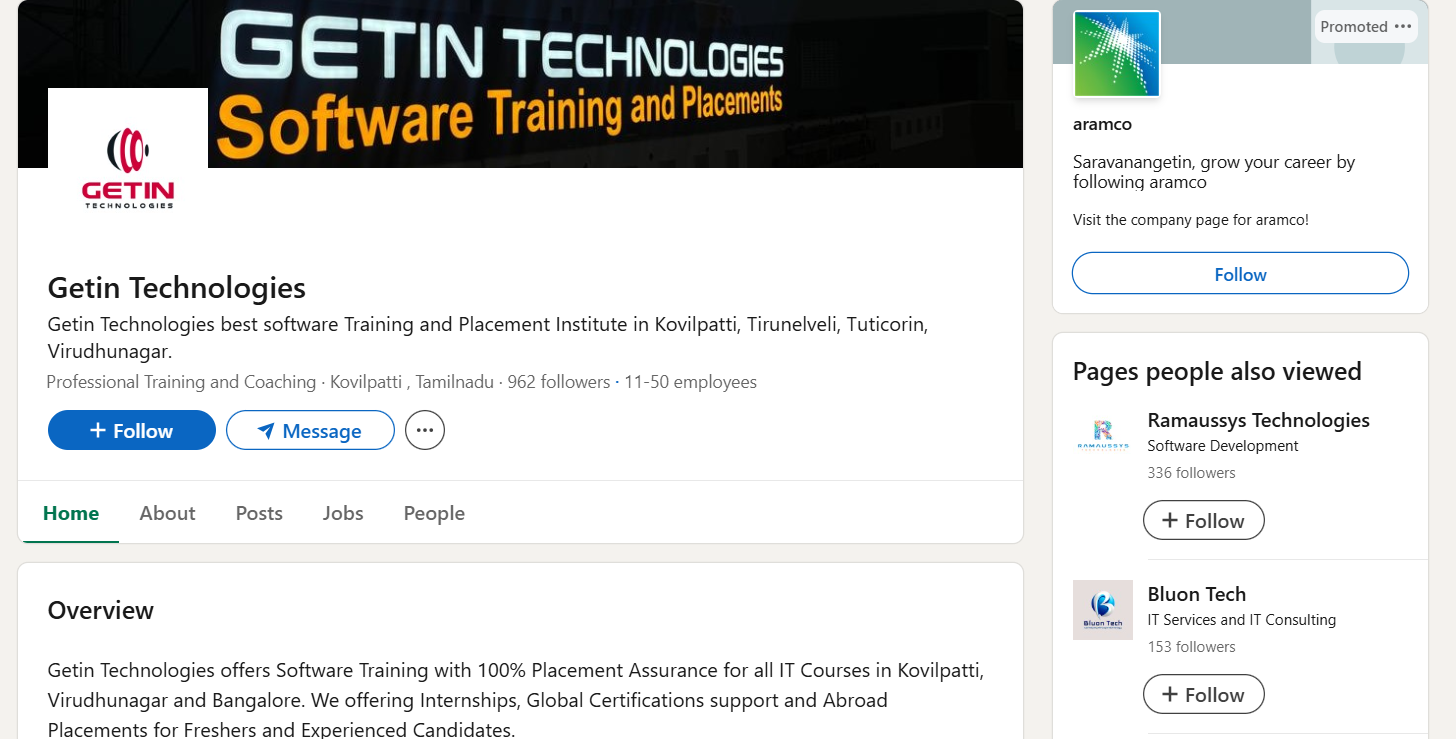 GETIN TECHNOLOGIES
Software Training and Placements
GETIN
TECHNOLOGIES
Getin Technologies
Getin Technologies best software Training and Placement Institute in Kovilpatti, Tirunelveli, Tuticorin,
Virudhunagar.
Professional Training and Coaching · Kovilpatti , Tamilnadu · 962 followers · 11-50 employees
+ Follow
Message
Home About Posts Jobs People
Overview
Getin Technologies offers Software Training with 100% Placement Assurance for all IT Courses in Kovilpatti,
Virudhunagar and Bangalore. We offering Internships, Global Certifications support and Abroad
Placements for Freshers and Experienced Candidates.
Promoted
aramco
Saravanangetin, grow your career by
following aramco
Visit the company page for aramco!
Follow
Pages people also viewed
RAMAUSSYS
Ramaussys Technologies
Software Development
336 followers
+ Follow
Bluon Tech
Bluon Tech
IT Services and IT Consulting
153 followers
+ Follow